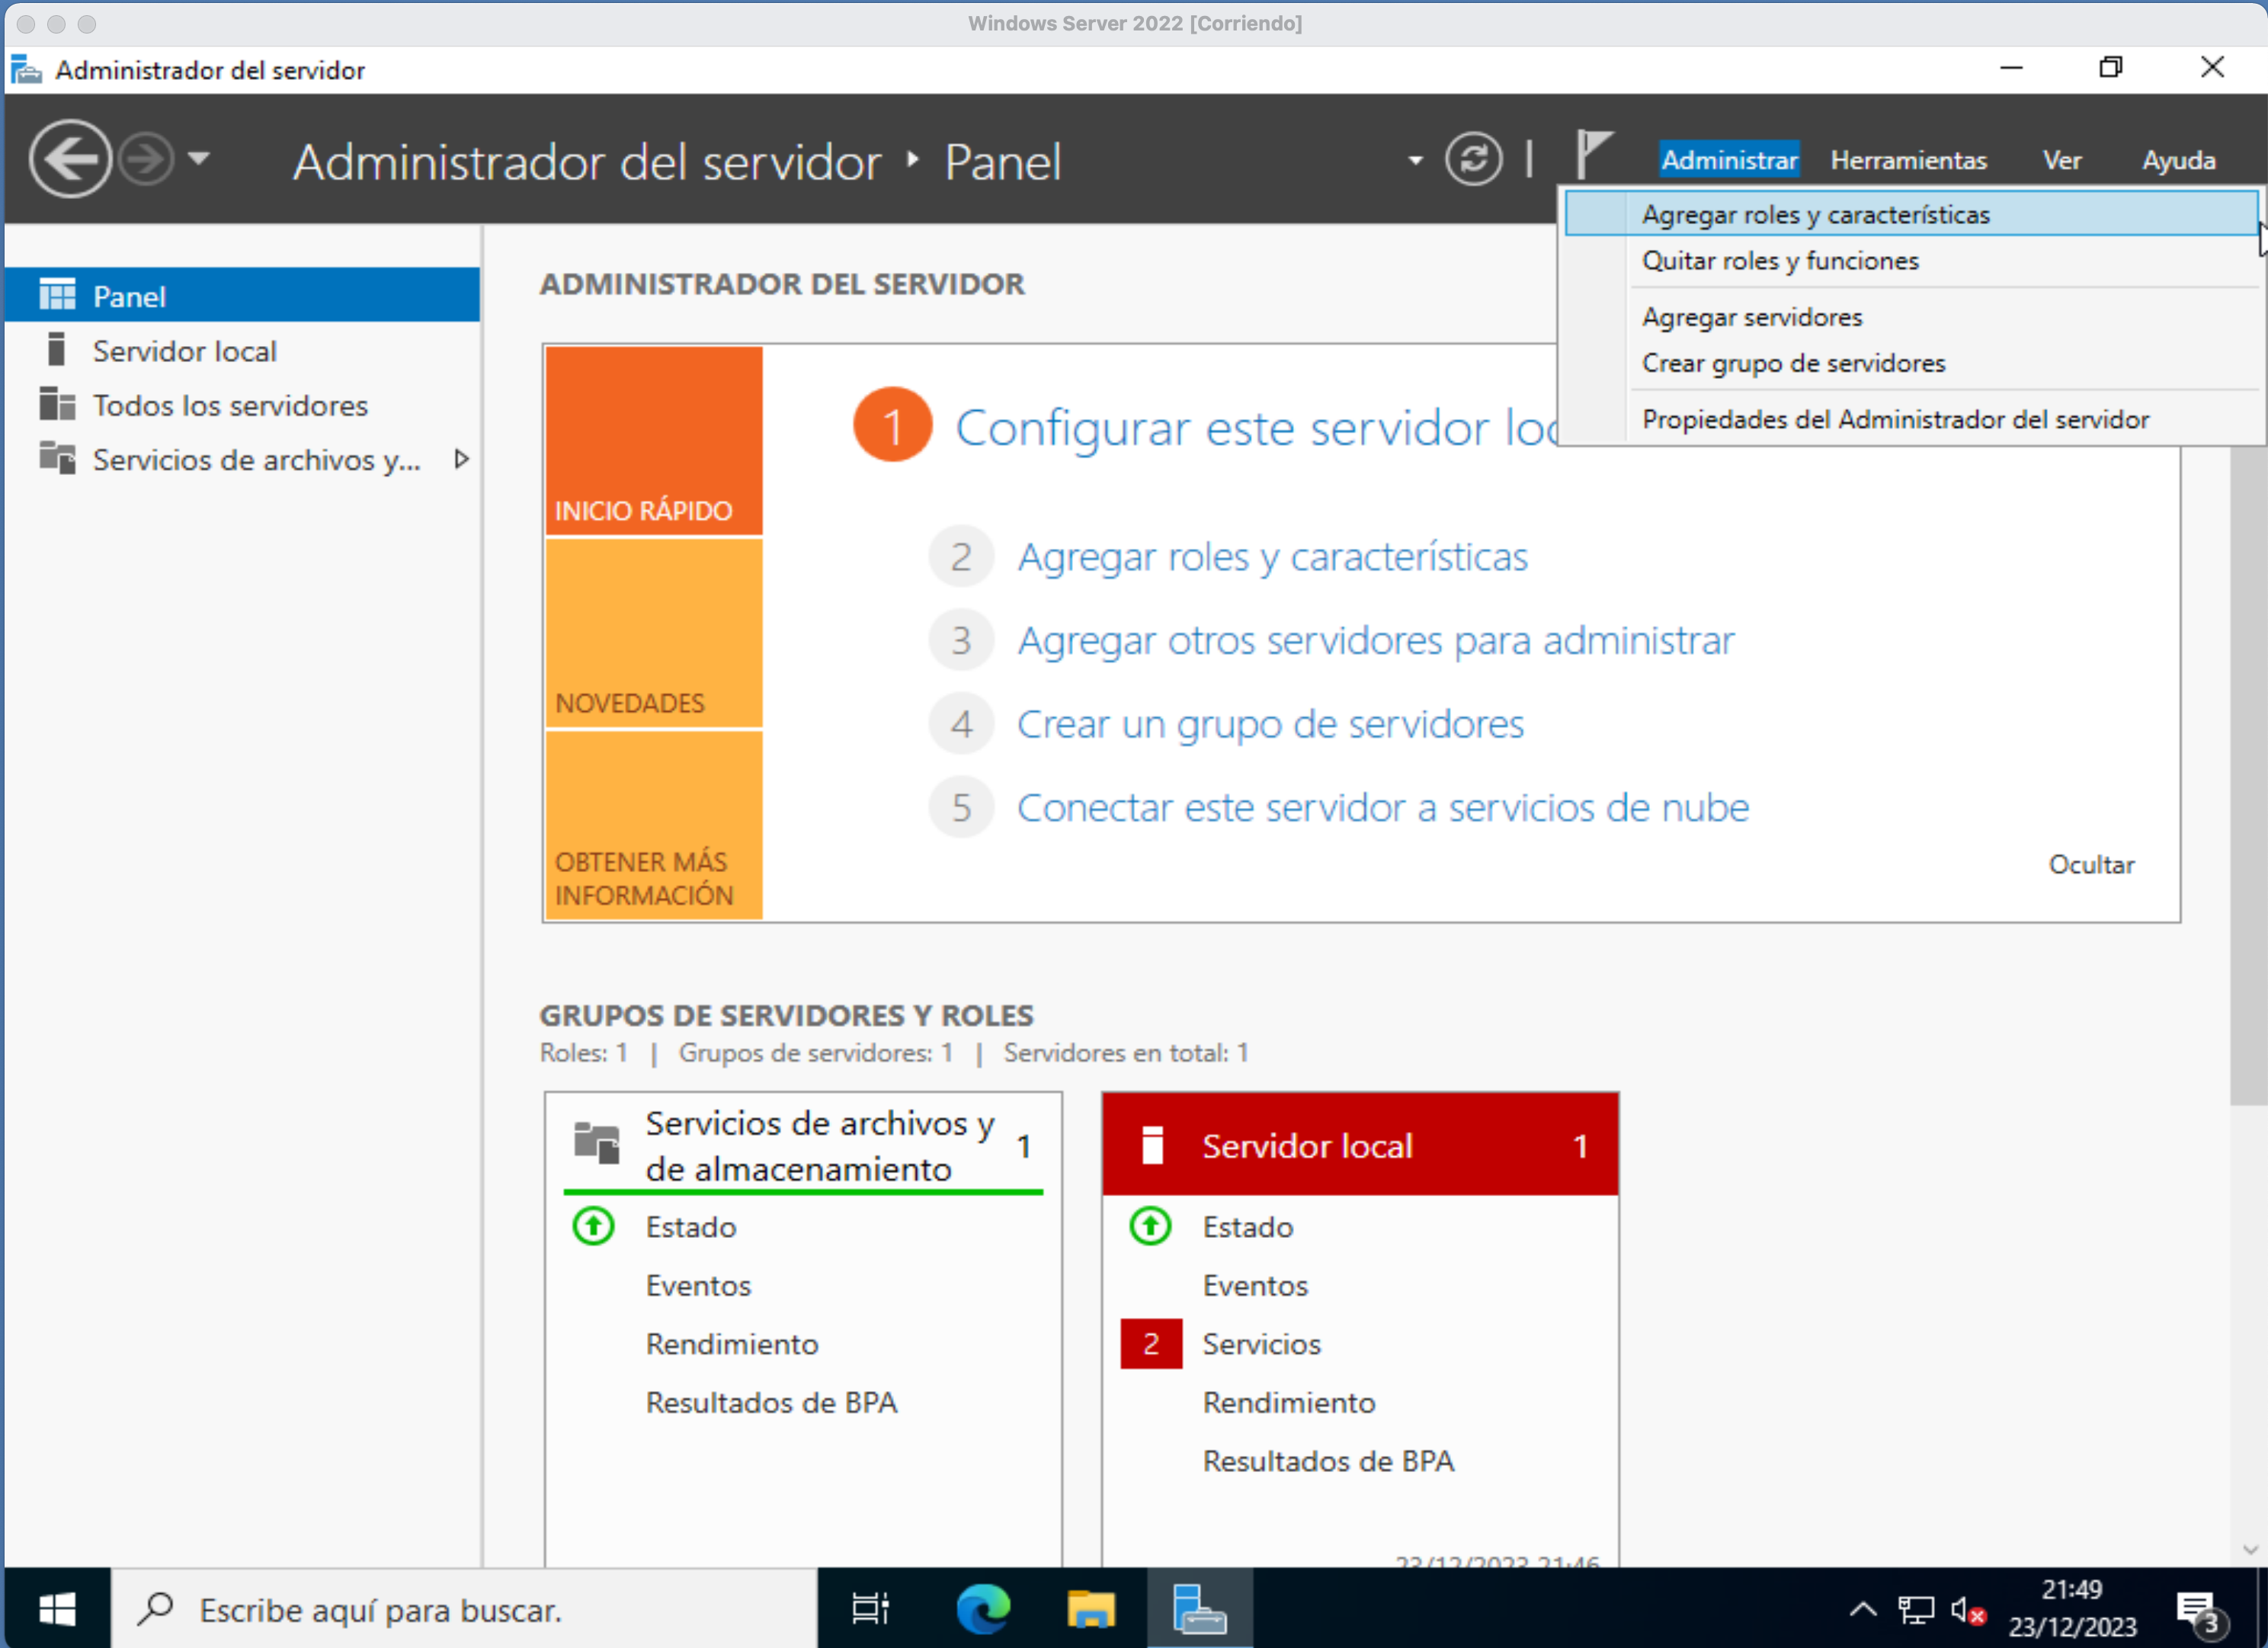 Windows Server 2022 [Corriendo]
Administrador del servidor
Administrador del servidor ‣ Panel
Administrar
Herramientas
Ver
Ayuda
Agregar roles y características
Quitar roles y funciones
Agregar servidores
Crear grupo de servidores
Propiedades del Administrador del servidor
Panel
Servidor local
Todos los servidores
Servicios de archivos y...
ADMINISTRADOR DEL SERVIDOR
INICIO RÁPIDO
NOVEDADES
OBTENER MÁS
INFORMACIÓN
1 Configurar este servidor loc
2 Agregar roles y características
3 Agregar otros servidores para administrar
4 Crear un grupo de servidores
5 Conectar este servidor a servicios de nube
Ocultar
GRUPOS DE SERVIDORES Y ROLES
Roles: 1 | Grupos de servidores: 1 | Servidores en total: 1
Servicios de archivos y
de almacenamiento
1
Estado
Eventos
Rendimiento
Resultados de BPA
Servidor local 1
Estado
Eventos
2 Servicios
Rendimiento
Resultados de BPA
23/12/2023 21:46
Escribe aquí para buscar.
21:49
23/12/2023
3